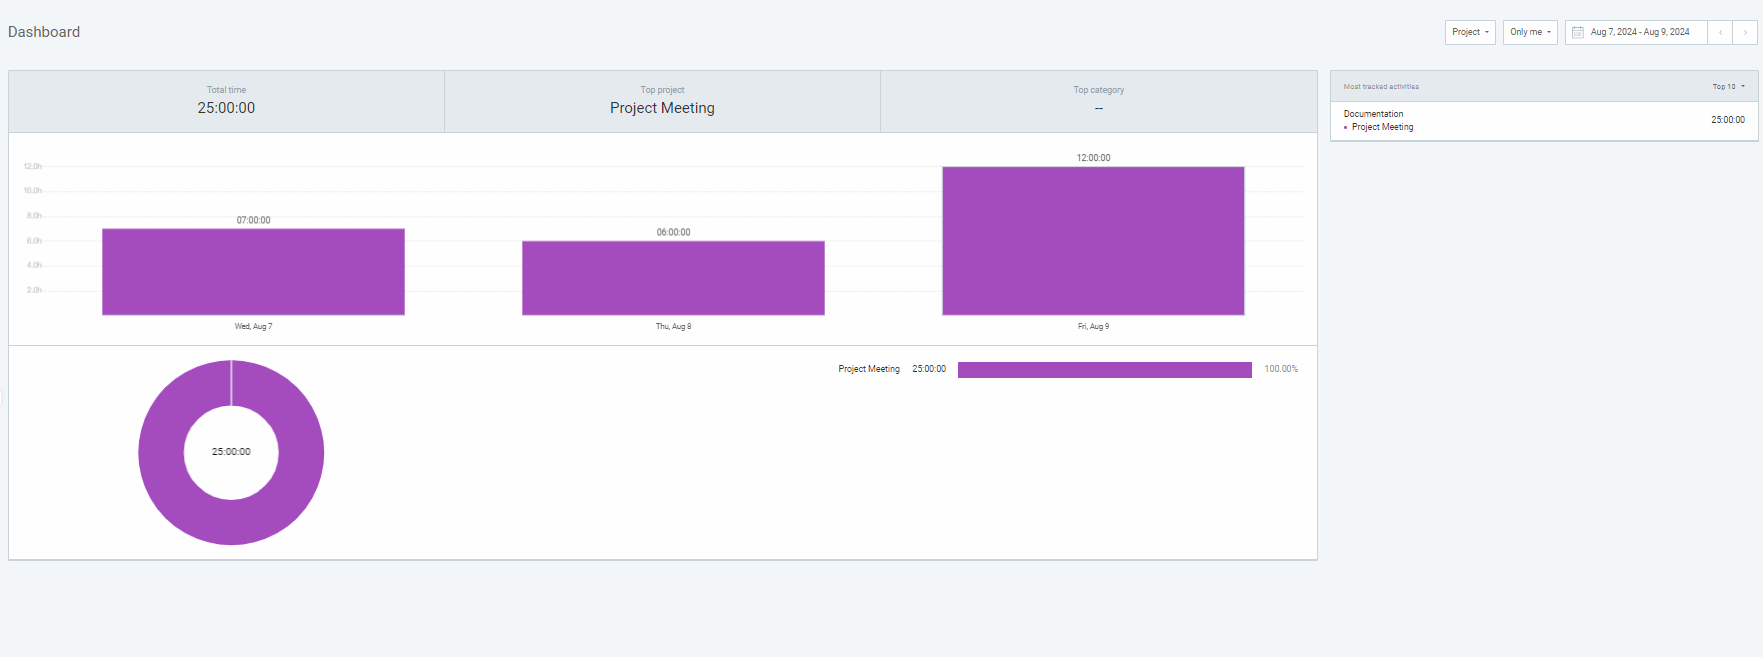 Dashboard
Project
Only me
Aug 7, 2024 - Aug 9, 2024
Total time
25:00:00
Top project
Project Meeting
Top category
--
Most tracked activities
Top 10
Documentation
Project Meeting
25:00:00
12:00:00
12.0h
10.0h
8.0h
6.0h
4.0h
2.0h
07:00:00
06:00:00
Wed, Aug 7
Thu, Aug 8
Fri, Aug 9
Project Meeting 25:00:00 100.00%
25:00:00